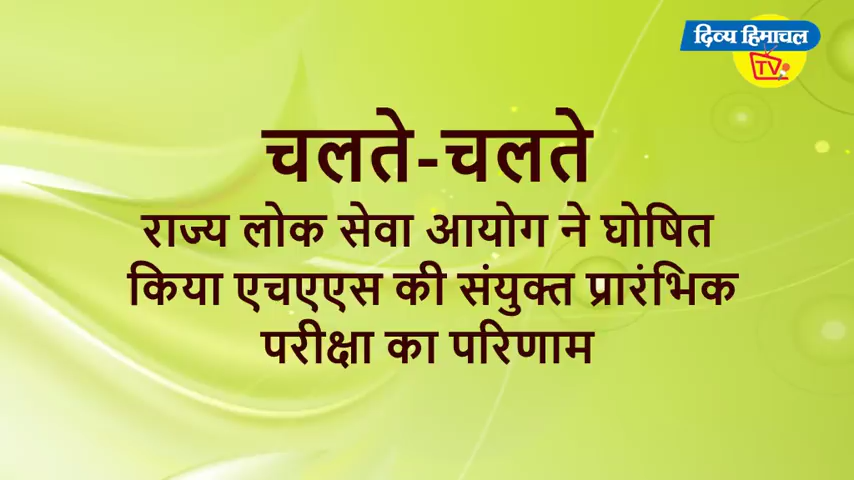 दिव्य हिमाचल
TV
चलते-चलते
राज्य लोक सेवा आयोग ने घोषित
किया एचएएस की संयुक्त प्रारंभिक
परीक्षा का परिणाम